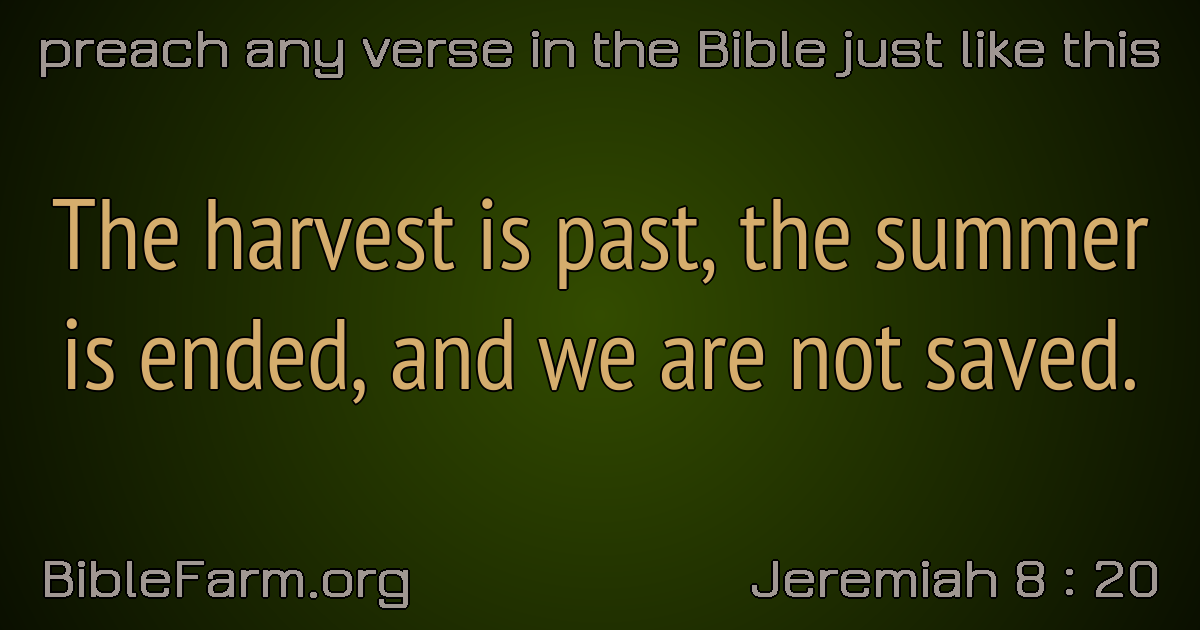 preach any verse in the Bible just like this
The harvest is past, the summer
is ended, and we are not saved.
BibleFarm.org
Jeremiah 8 : 20